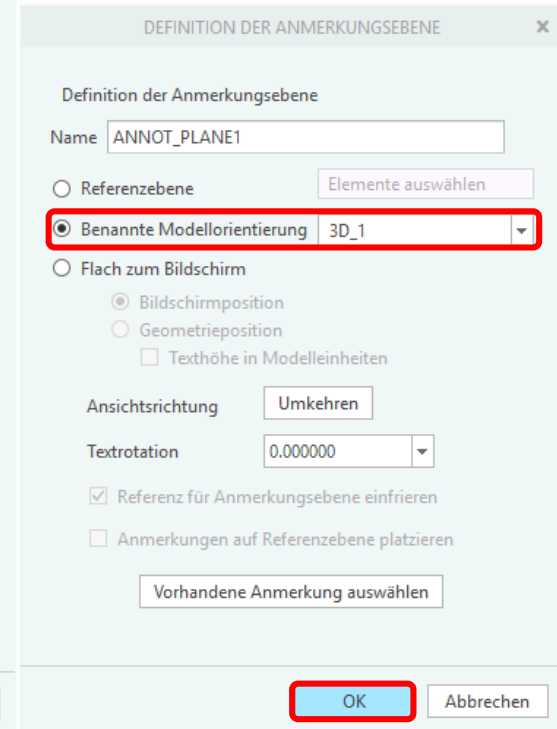 DEFINITION DER ANMERKUNGSEBENE
Definition der Anmerkungsebene
Name ANNOT_PLANE1
Referenzebene Elemente auswählen
Benannte Modellorientierung 3D_1
Flach zum Bildschirm
Bildschirmposition
Geometrieposition
Texthöhe in Modelleinheiten
Ansichtsrichtung Umkehren
Textrotation 0.000000
Referenz für Anmerkungsebene einfrieren
Anmerkungen auf Referenzebene platzieren
Vorhandene Anmerkung auswählen
OK Abbrechen